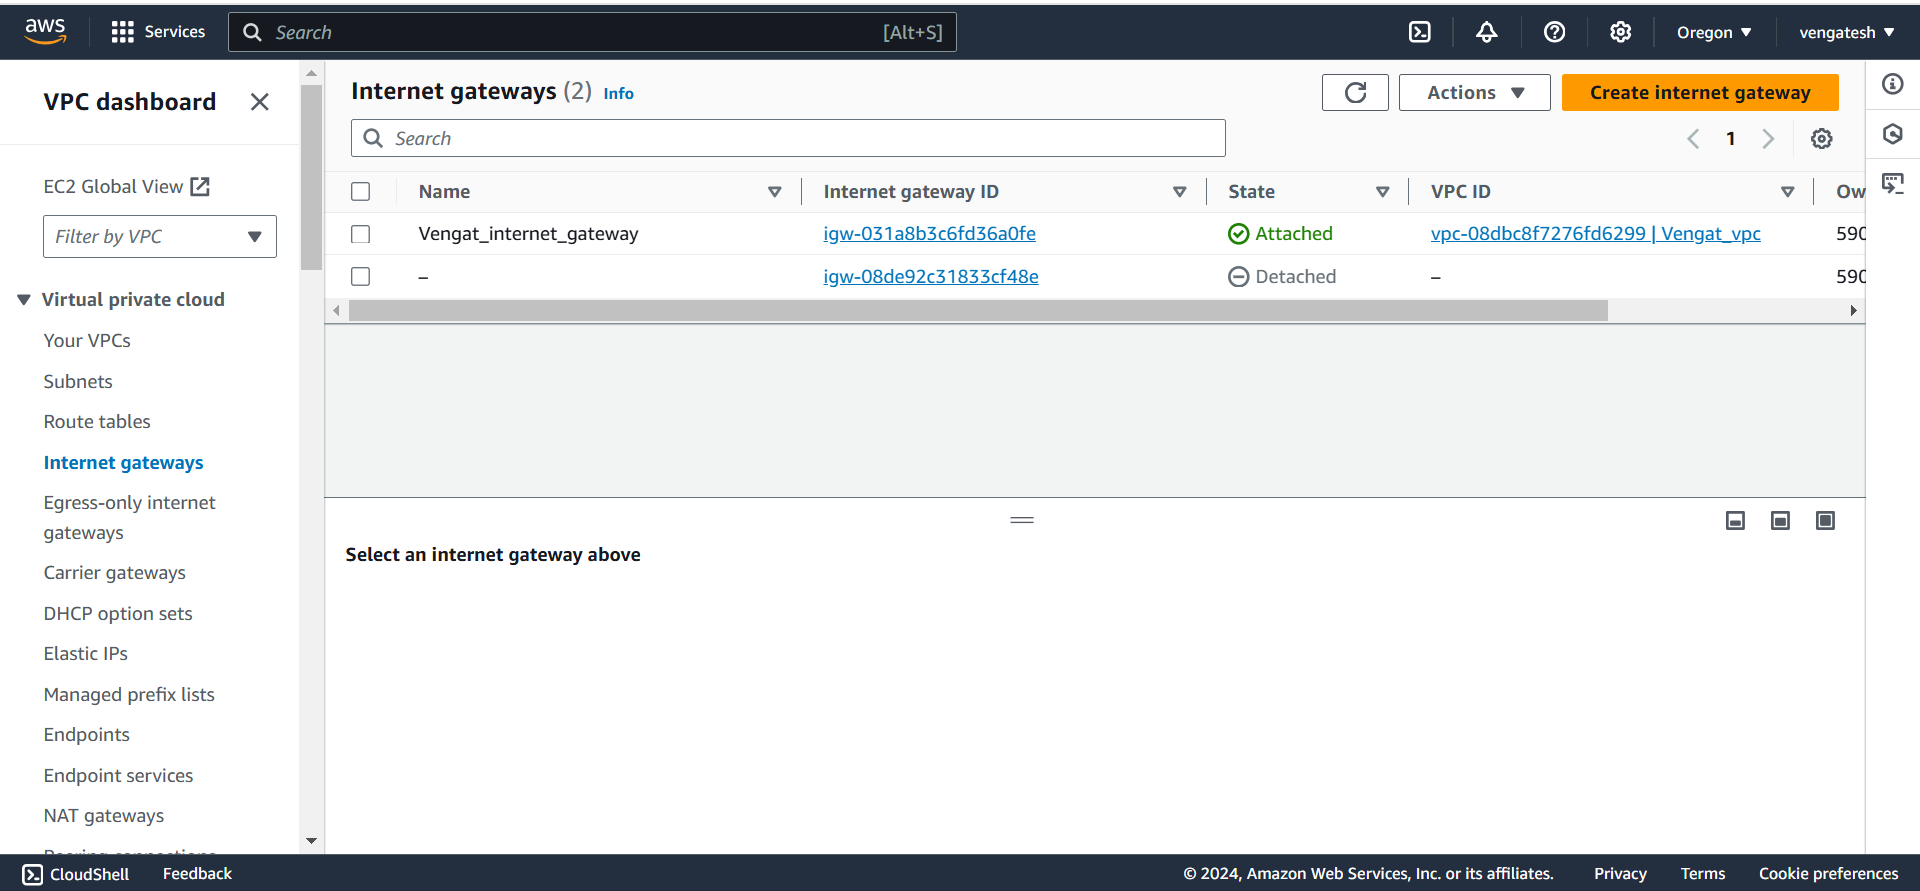 aws
Services
Search
[Alt+S]
Oregon
vengatesh
VPC dashboard
EC2 Global View
Filter by VPC
Virtual private cloud
Your VPCs
Subnets
Route tables
Internet gateways
Egress-only internet
gateways
Carrier gateways
DHCP option sets
Elastic IPs
Managed prefix lists
Endpoints
Endpoint services
NAT gateways
Internet gateways (2) Info
Actions
Create internet gateway
Search
1
Name Internet gateway ID State VPC ID Ow
Vengat_internet_gateway igw-031a8b3c6fd36a0fe Attached vpc-08dbc8f7276fd6299 | Vengat_vpc 590
– igw-08de92c31833cf48e Detached – 590
Select an internet gateway above
CloudShell Feedback © 2024, Amazon Web Services, Inc. or its affiliates. Privacy Terms Cookie preferences